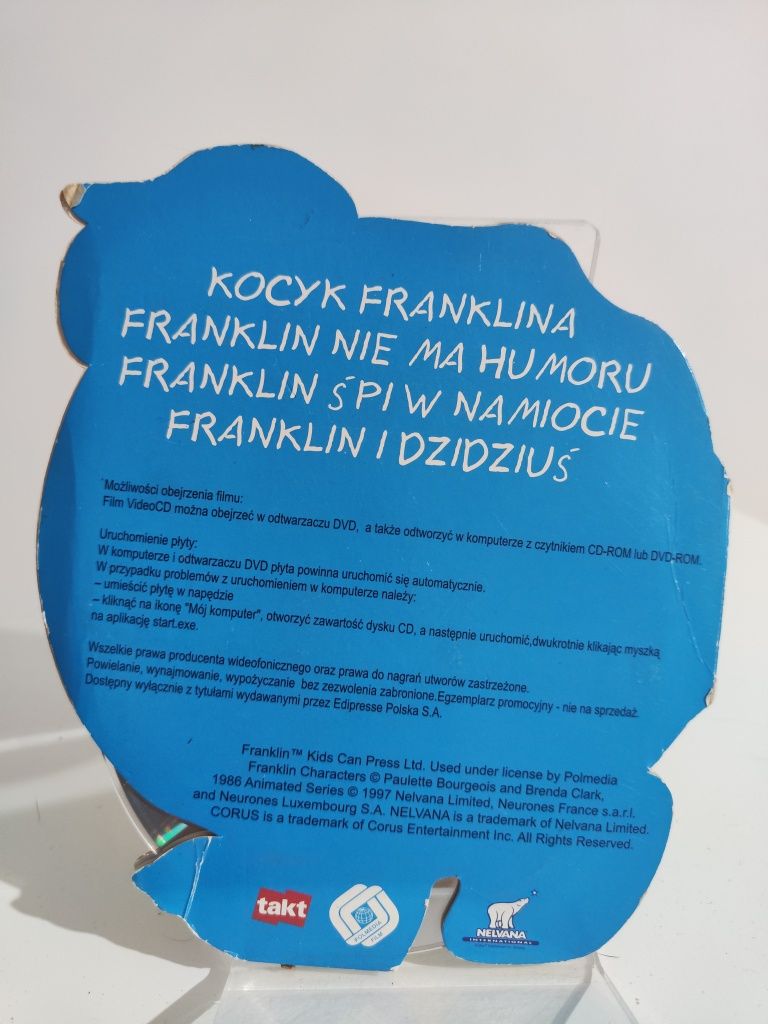 KOCYK FRANKLINA
FRANKLIN NIE MA HUMORU
FRANKLIN ŚPI W NAMIOCIE
FRANKLIN I DZIDZIUŚ
Możliwości obejrzenia filmu:
Film VideoCD można obejrzeć w odtwarzaczu DVD, a także odtworzyć w komputerze z czytnikiem CD-ROM lub DVD-ROM.
Uruchomienie płyty:
W komputerze i odtwarzaczu DVD płyta powinna uruchomić się automatycznie.
W przypadku problemów z uruchomieniem w komputerze należy:
– umieścić płytę w napędzie
– kliknąć na ikonę "Mój komputer", otworzyć zawartość dysku CD, a następnie uruchomić,dwukrotnie klikając myszką
na aplikację start.exe.
Wszelkie prawa producenta wideofonicznego oraz prawa do nagrań utworów zastrzeżone.
Powielanie, wynajmowanie, wypożyczanie bez zezwolenia zabronione.Egzemplarz promocyjny - nie na sprzedaż.
Dostępny wyłącznie z tytułami wydawanymi przez Edipresse Polska S.A.
Franklin™ Kids Can Press Ltd. Used under license by Polmedia
Franklin Characters © Paulette Bourgeois and Brenda Clark,
1986 Animated Series © 1997 Nelvana Limited, Neurones France s.a.r.l.
and Neurones Luxembourg S.A. NELVANA is a trademark of Nelvana Limited.
CORUS is a trademark of Corus Entertainment Inc. All Rights Reserved.
takt
POLMEDIA
FILM
NELVANA
INTERNATIONAL